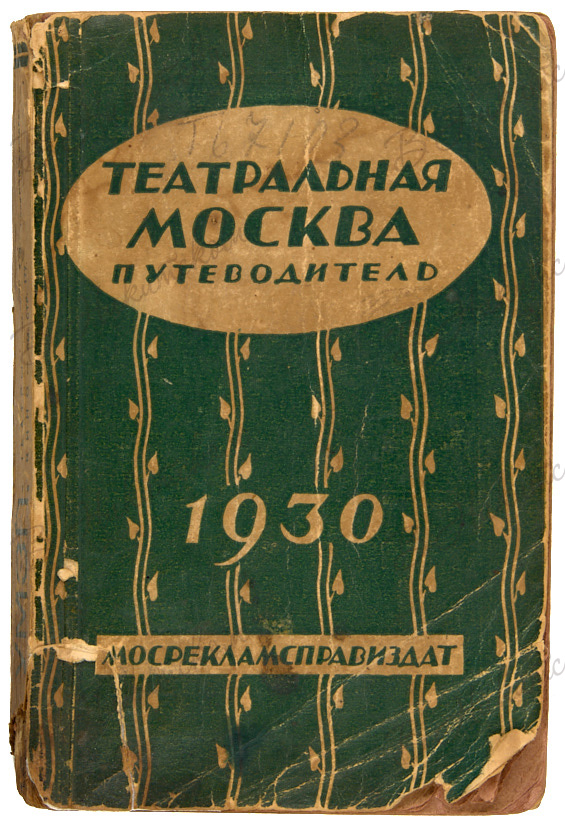 ТЕАТРАЛЬНАЯ
МОСКВА
ПУТЕВОДИТЕЛЬ
1930
МОСРЕКЛАМСПРАВИЗДАТ